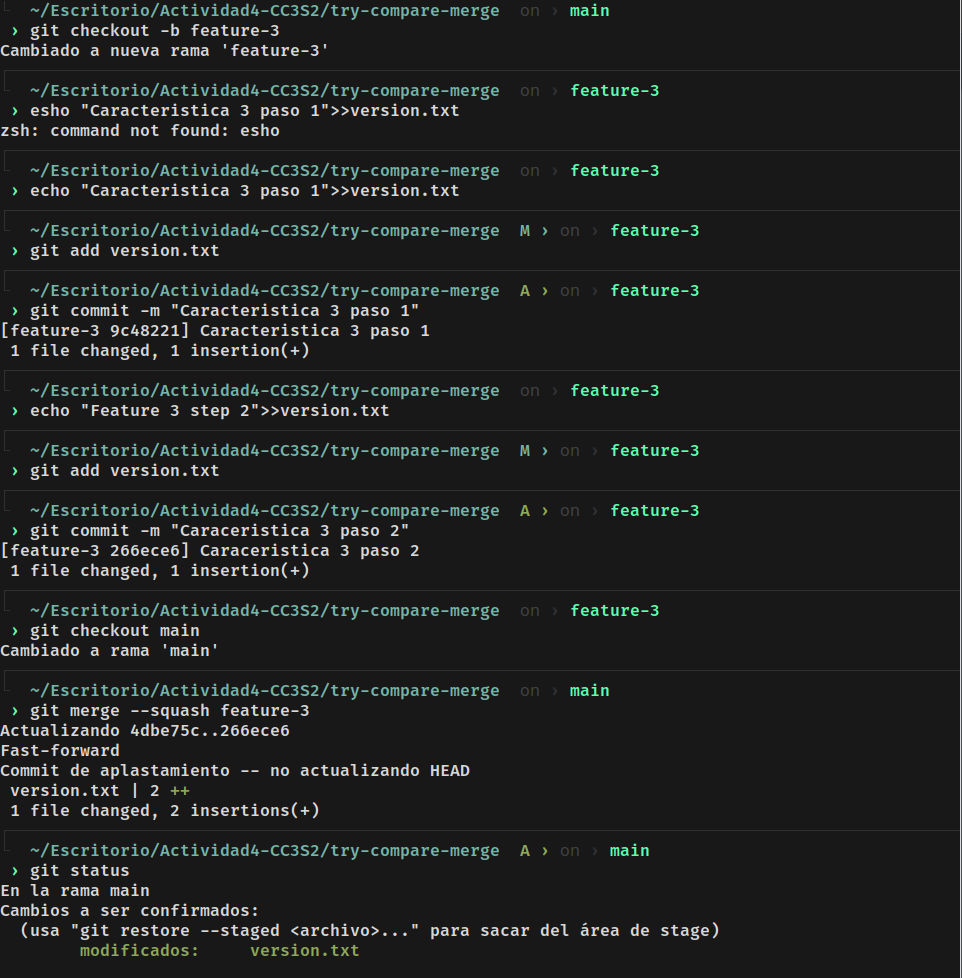 ~/Escritorio/Actividad4-CC3S2/try-compare-merge on › main
› git checkout -b feature-3
Cambiado a nueva rama 'feature-3'
~/Escritorio/Actividad4-CC3S2/try-compare-merge on › feature-3
› esho "Caracteristica 3 paso 1">>version.txt
zsh: command not found: esho
~/Escritorio/Actividad4-CC3S2/try-compare-merge on › feature-3
› echo "Caracteristica 3 paso 1">>version.txt
~/Escritorio/Actividad4-CC3S2/try-compare-merge M › on › feature-3
› git add version.txt
~/Escritorio/Actividad4-CC3S2/try-compare-merge A › on › feature-3
› git commit -m "Caracteristica 3 paso 1"
[feature-3 9c48221] Caracteristica 3 paso 1
1 file changed, 1 insertion(+)
~/Escritorio/Actividad4-CC3S2/try-compare-merge on › feature-3
› echo "Feature 3 step 2">>version.txt
~/Escritorio/Actividad4-CC3S2/try-compare-merge M › on › feature-3
› git add version.txt
~/Escritorio/Actividad4-CC3S2/try-compare-merge A › on › feature-3
› git commit -m "Caraceristica 3 paso 2"
[feature-3 266ece6] Caraceristica 3 paso 2
1 file changed, 1 insertion(+)
~/Escritorio/Actividad4-CC3S2/try-compare-merge on › feature-3
› git checkout main
Cambiado a rama 'main'
~/Escritorio/Actividad4-CC3S2/try-compare-merge on › main
› git merge --squash feature-3
Actualizando 4dbe75c..266ece6
Fast-forward
Commit de aplastamiento -- no actualizando HEAD
version.txt | 2 ++
1 file changed, 2 insertions(+)
~/Escritorio/Actividad4-CC3S2/try-compare-merge A › on › main
› git status
En la rama main
Cambios a ser confirmados:
(usa "git restore --staged <archivo>..." para sacar del área de stage)
modificados: version.txt